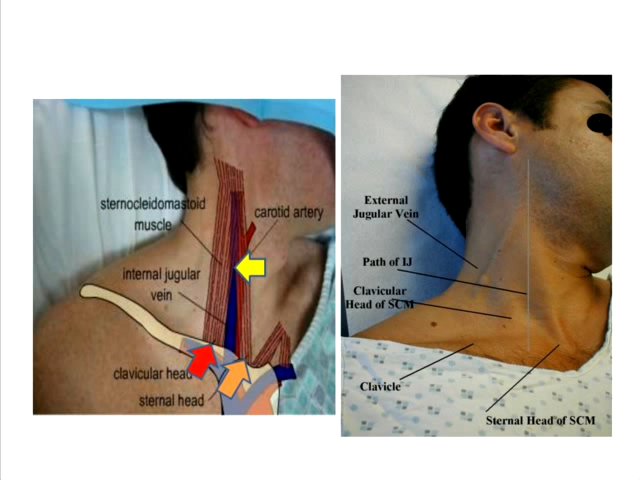 sternocleidomastoid
muscle
carotid artery
internal jugular
vein
clavicular head
sternal head
External
Jugular Vein
Path of IJ
Clavicular
Head of SCM
Clavicle
Sternal Head of SCM